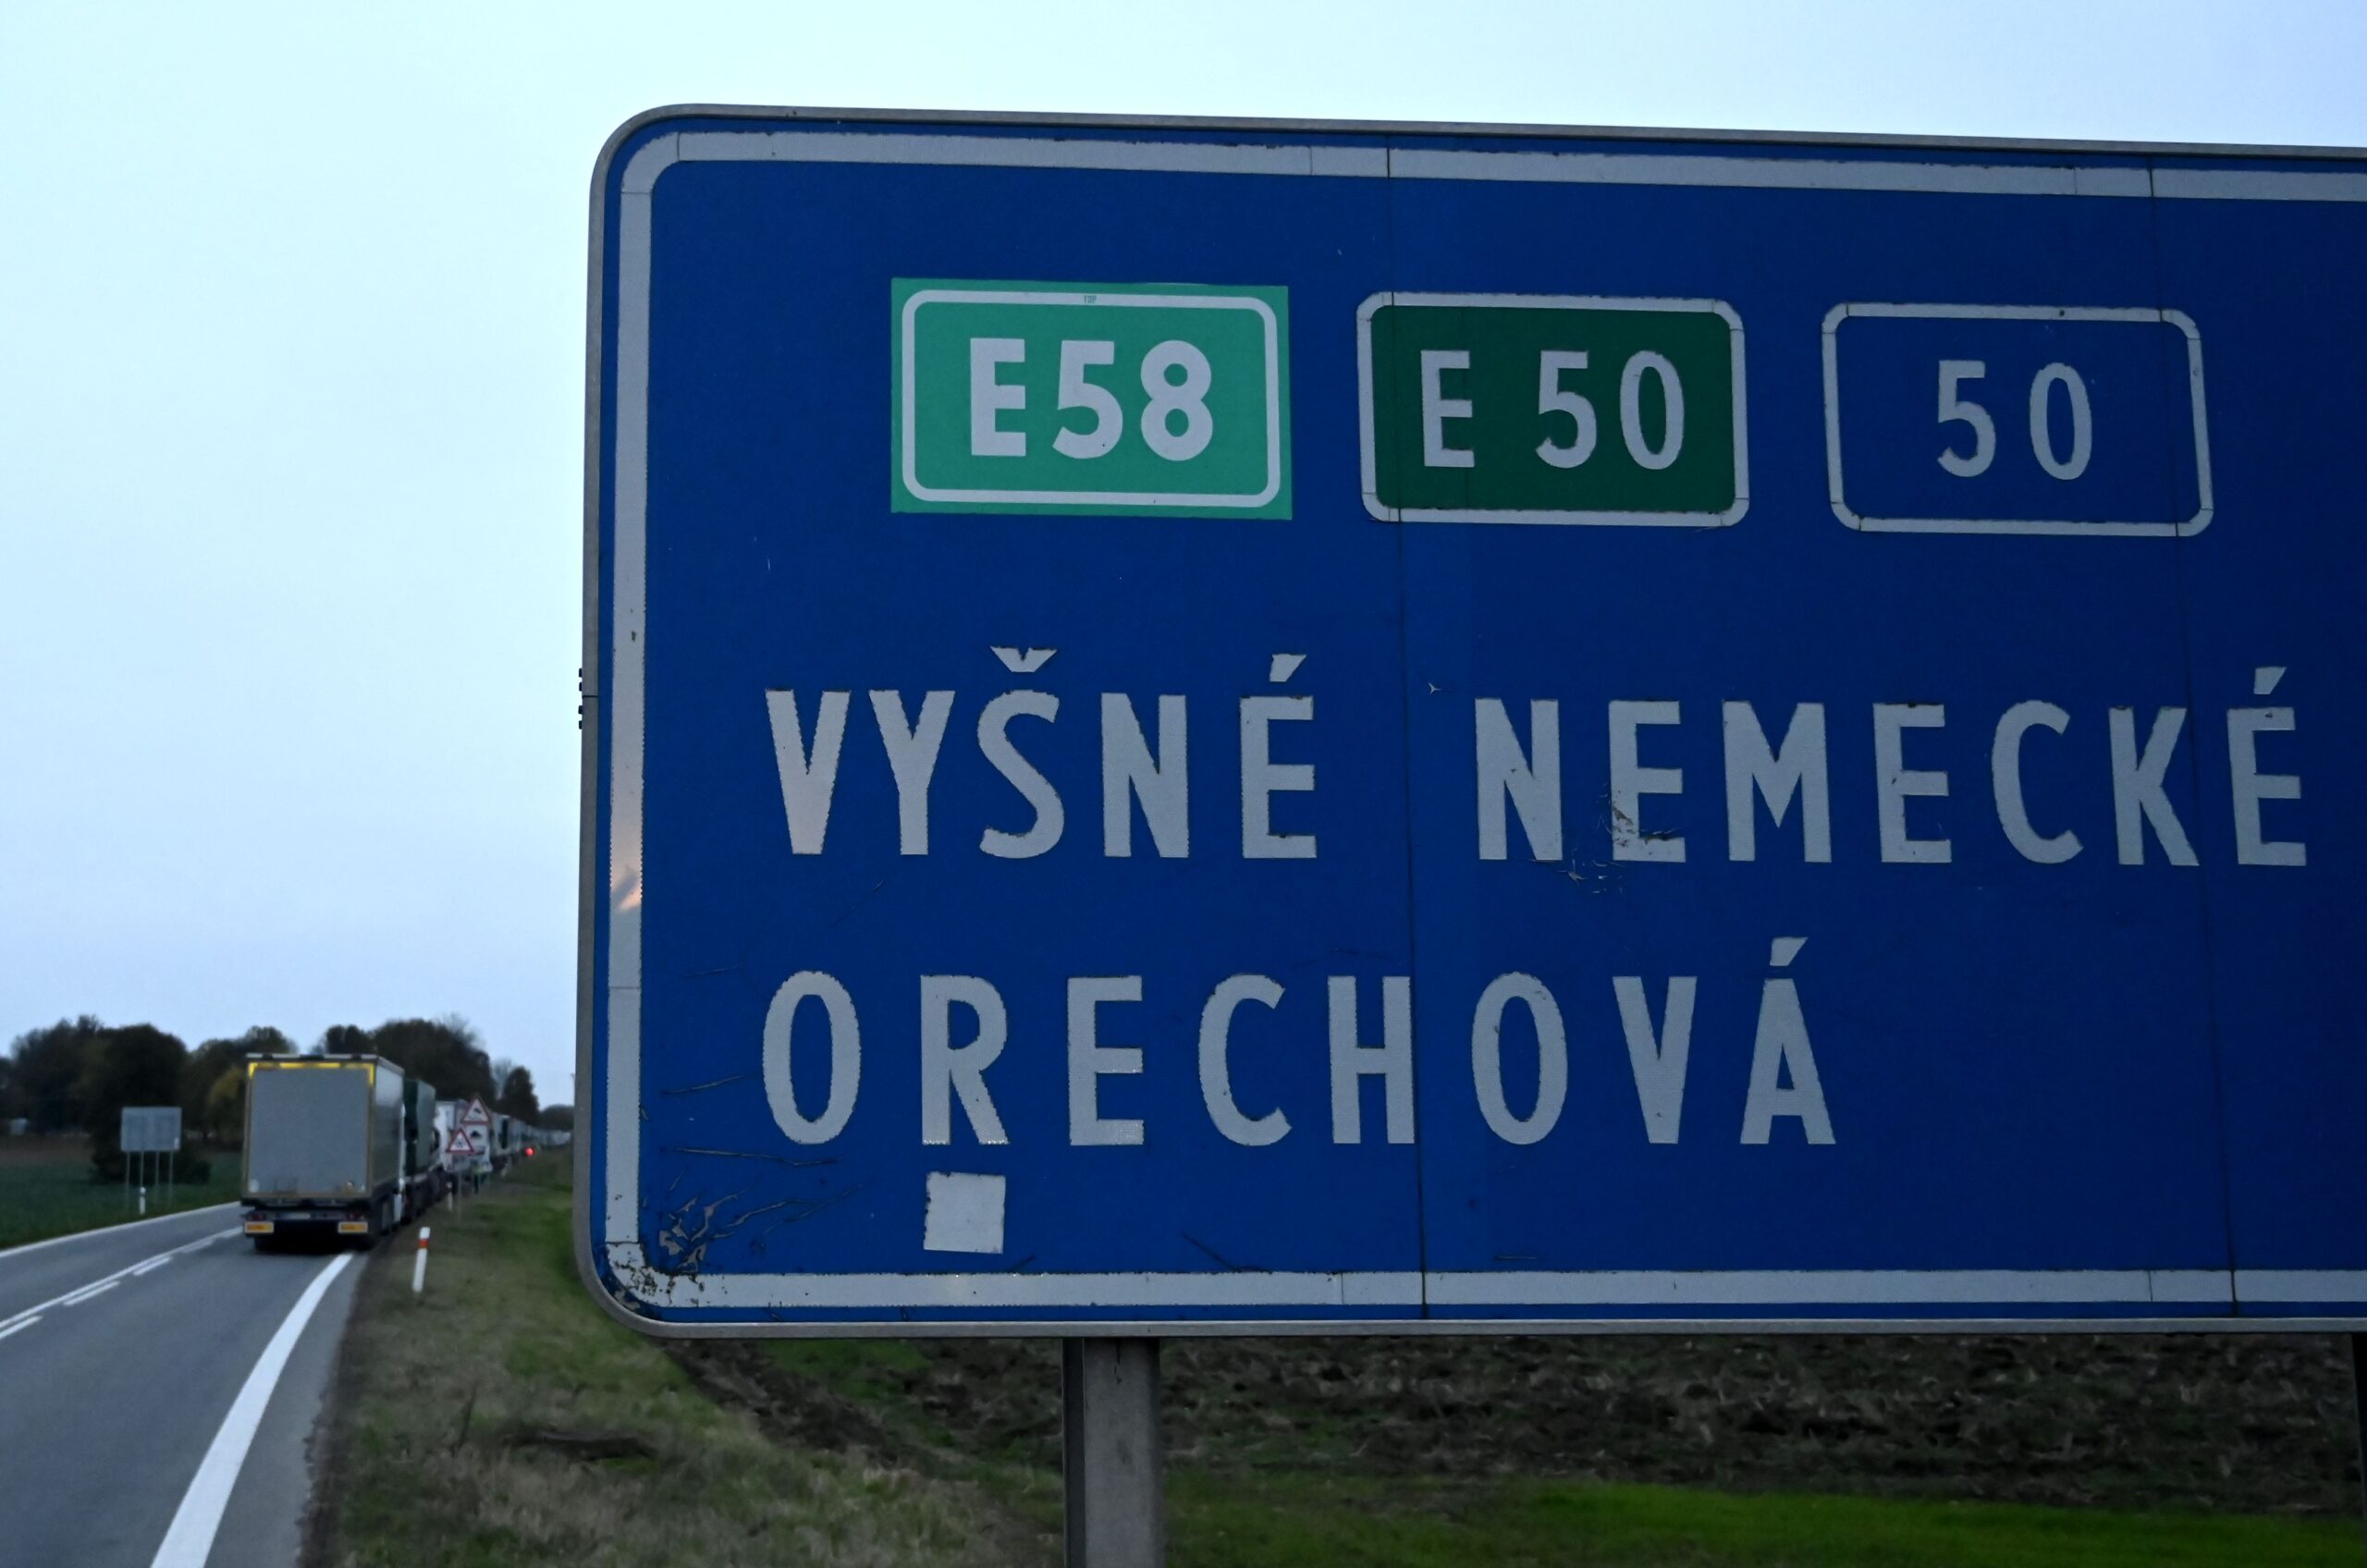 E58 E 50 50
VYŠNÉ NEMECKÉ
ORECHOVÁ